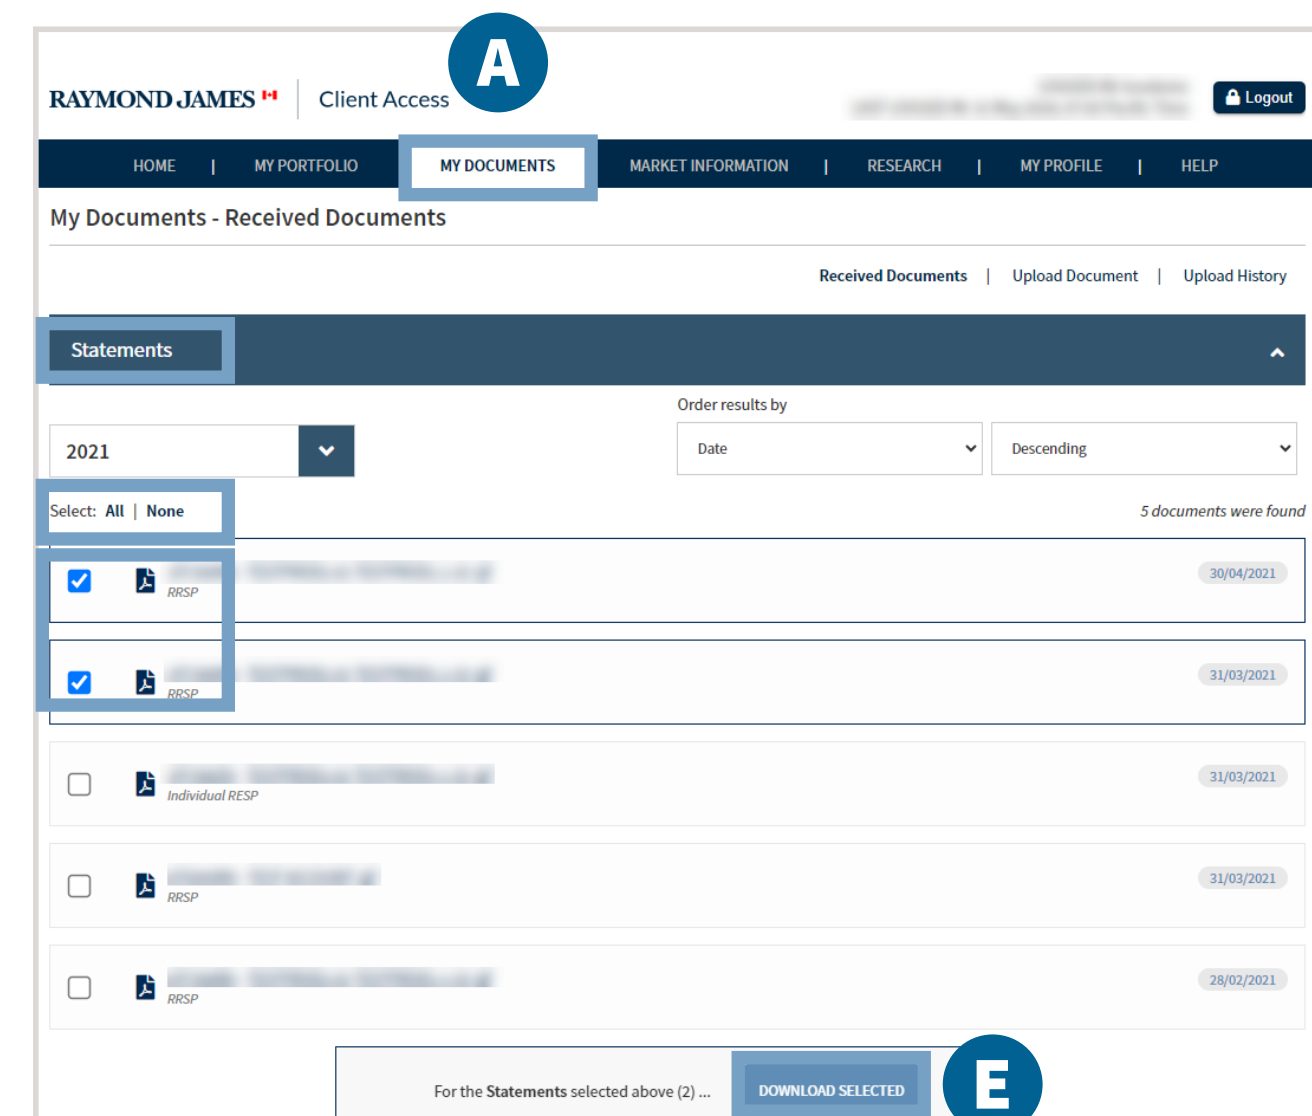 A
RAYMOND JAMES Client Access
Logout
HOME | MY PORTFOLIO MY DOCUMENTS MARKET INFORMATION | RESEARCH | MY PROFILE | HELP
My Documents - Received Documents
Received Documents | Upload Document | Upload History
Statements
Order results by
2021 Date Descending
Select: All | None 5 documents were found
30/04/2021
RRSP
31/03/2021
RRSP
31/03/2021
Individual RESP
31/03/2021
RRSP
28/02/2021
RRSP
For the Statements selected above (2) ... DOWNLOAD SELECTED E